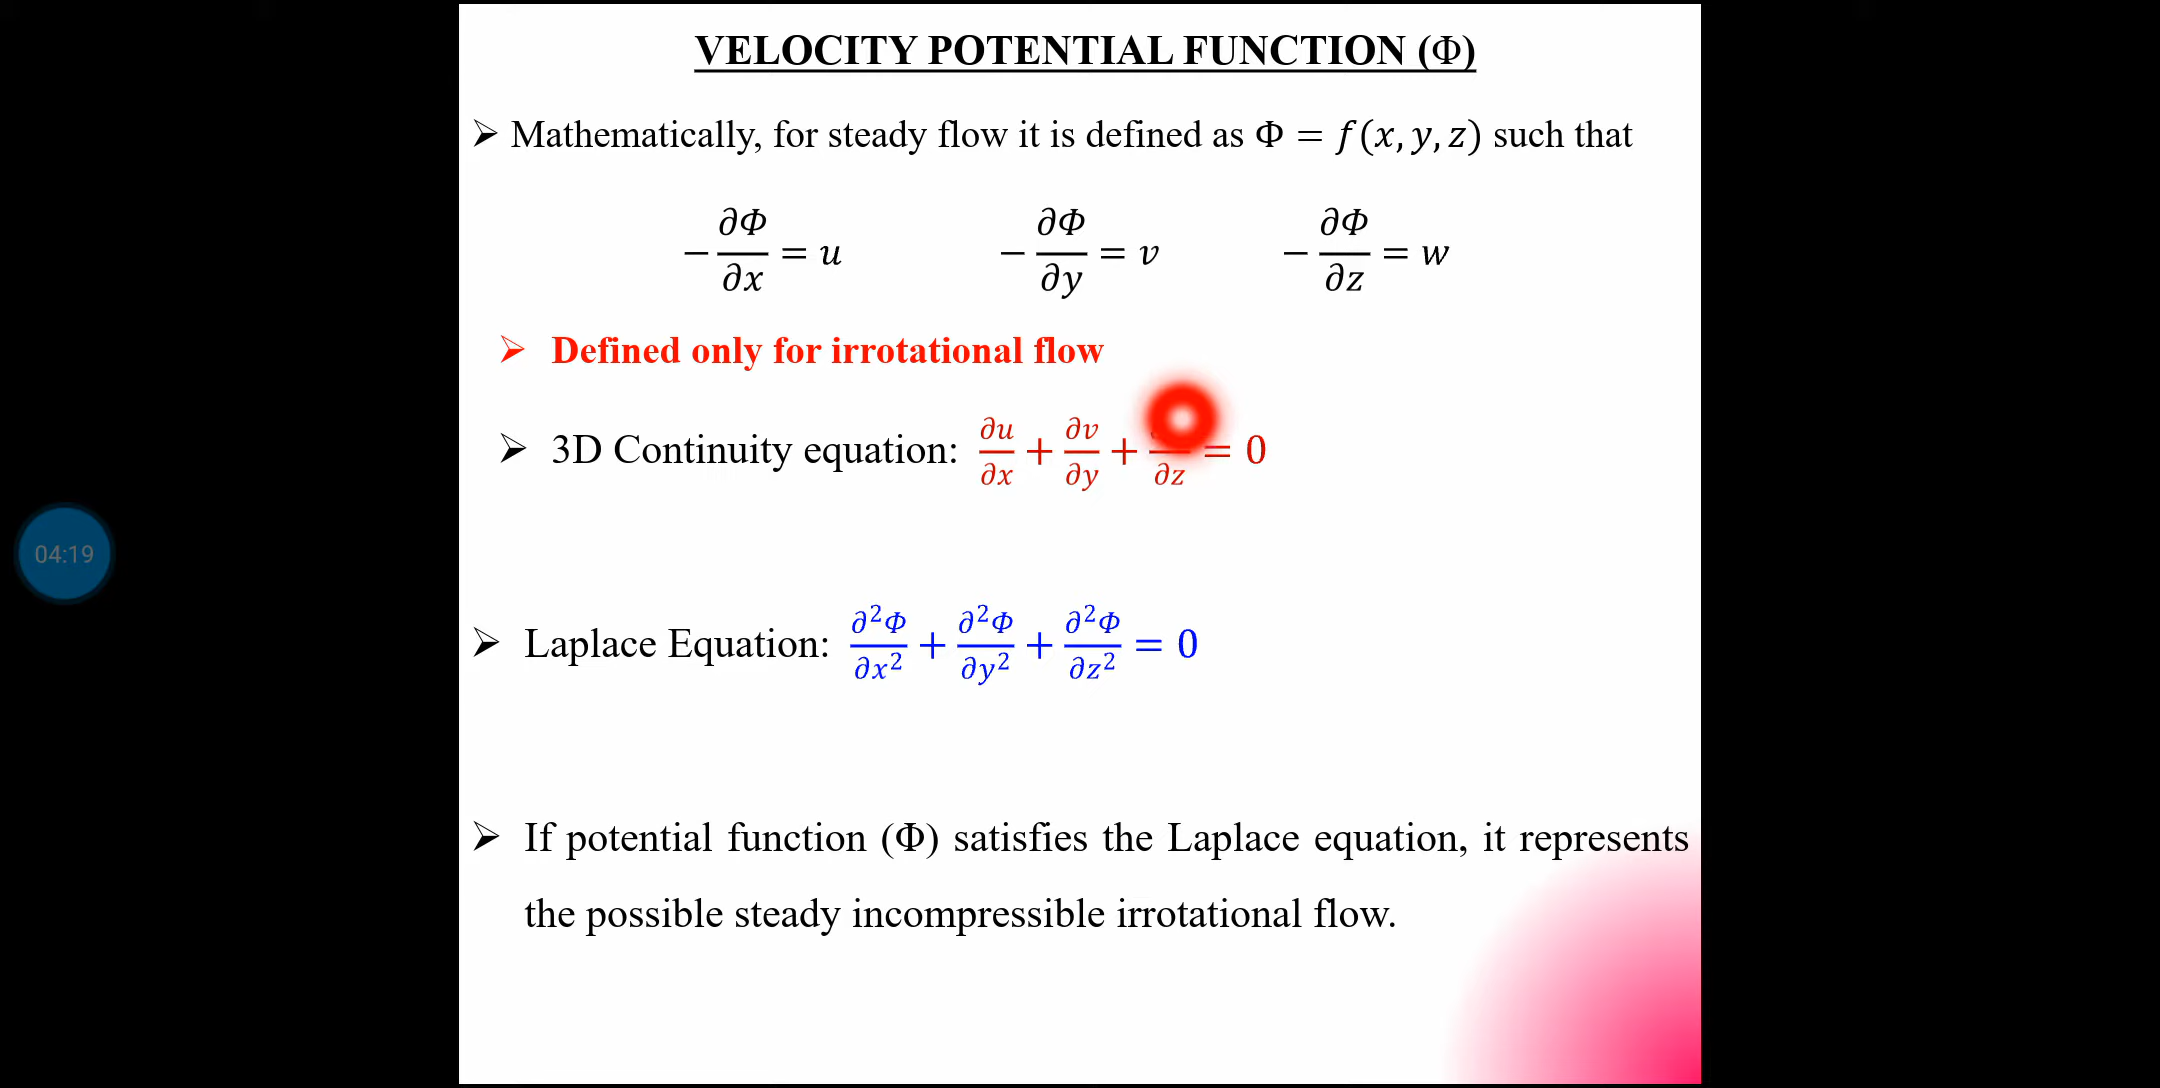 VELOCITY POTENTIAL FUNCTION (Φ)
➢ Mathematically, for steady flow it is defined as Φ = f(x, y, z) such that
−∂Φ/∂x = u −∂Φ/∂y = v −∂Φ/∂z = w
➢ Defined only for irrotational flow
➢ 3D Continuity equation: ∂u/∂x + ∂v/∂y + /∂z = 0
04:19
➢ Laplace Equation: ∂²Φ/∂x² + ∂²Φ/∂y² + ∂²Φ/∂z² = 0
➢ If potential function (Φ) satisfies the Laplace equation, it represents
the possible steady incompressible irrotational flow.